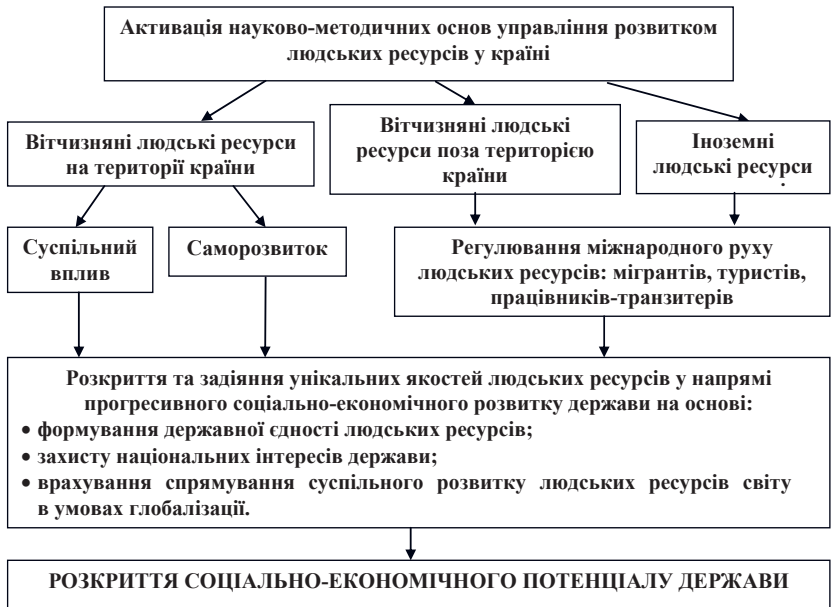 Активація науково-методичних основ управління розвитком
людських ресурсів у країні
Вітчизняні людські ресурси
на території країни
Вітчизняні людські
ресурси поза територією
країни
Іноземні
людські ресурси
Суспільний
вплив
Саморозвиток
Регулювання міжнародного руху
людських ресурсів: мігрантів, туристів,
працівників-транзитерів
Розкриття та задіяння унікальних якостей людських ресурсів у напрямі
прогресивного соціально-економічного розвитку держави на основі:
• формування державної єдності людських ресурсів;
• захисту національних інтересів держави;
• врахування спрямування суспільного розвитку людських ресурсів світу
в умовах глобалізації.
РОЗКРИТТЯ СОЦІАЛЬНО-ЕКОНОМІЧНОГО ПОТЕНЦІАЛУ ДЕРЖАВИ